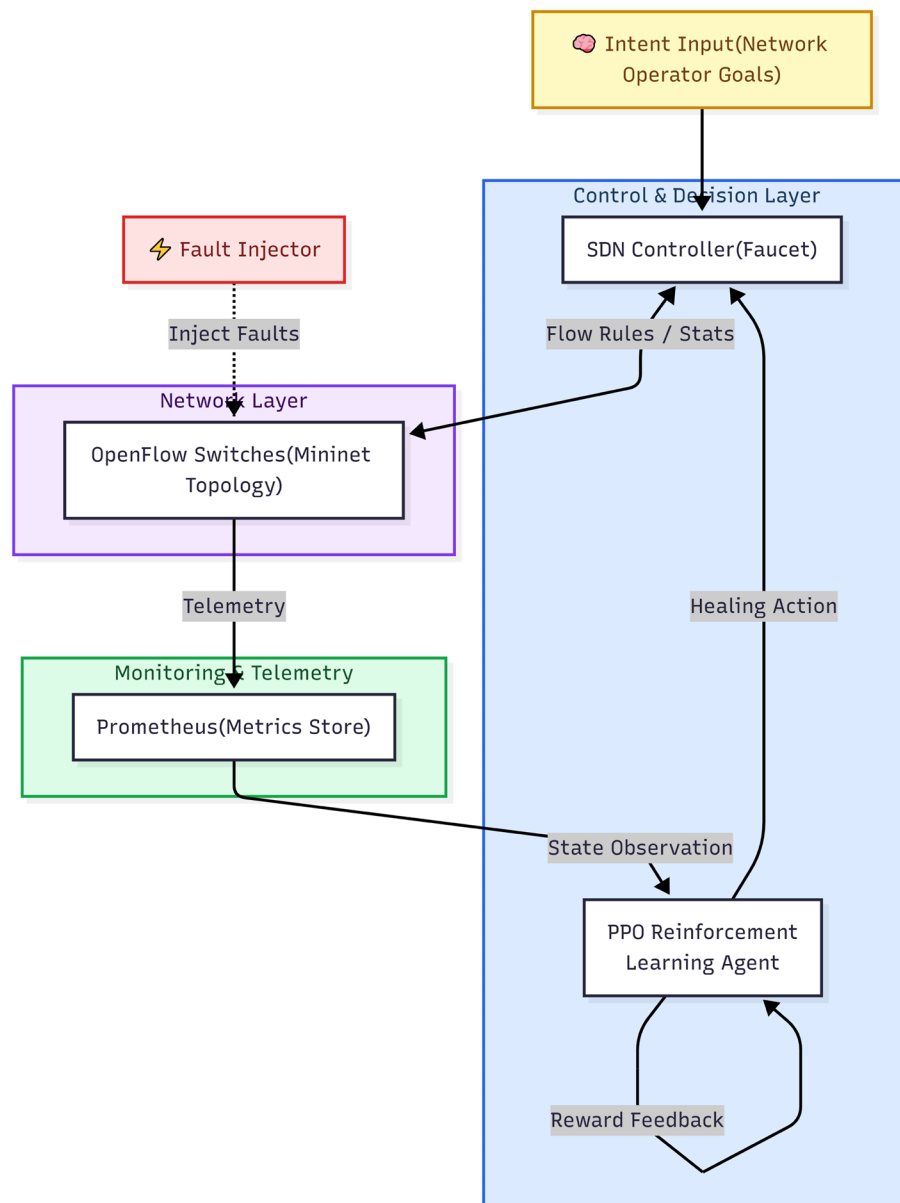 🧠 Intent Input(Network
Operator Goals)
Control & Decision Layer
SDN Controller(Faucet)
⚡ Fault Injector
Inject Faults
Flow Rules / Stats
Network Layer
OpenFlow Switches(Mininet
Topology)
Telemetry
Healing Action
Monitoring & Telemetry
Prometheus(Metrics Store)
State Observation
PPO Reinforcement
Learning Agent
Reward Feedback